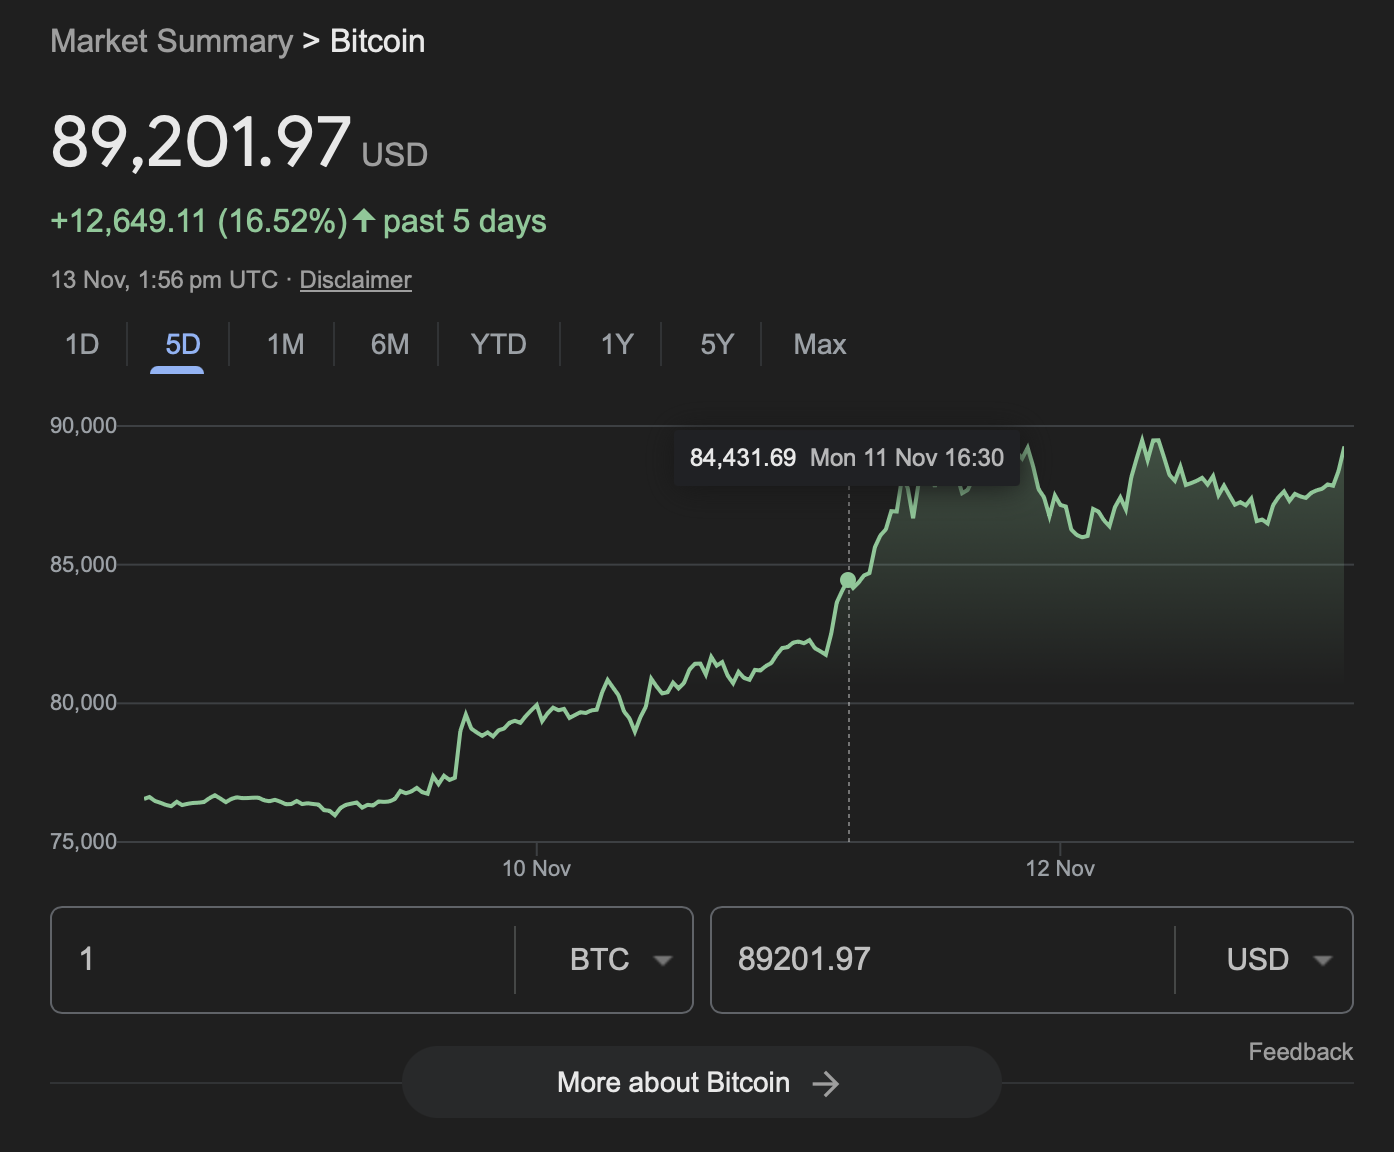 Market Summary > Bitcoin
89,201.97 USD
+12,649.11 (16.52%) ↑ past 5 days
13 Nov, 1:56 pm UTC · Disclaimer
1D 5D 1M 6M YTD 1Y 5Y Max
90,000
84,431.69 Mon 11 Nov 16:30
85,000
80,000
75,000
10 Nov 12 Nov
1 BTC 89201.97 USD
Feedback
More about Bitcoin →